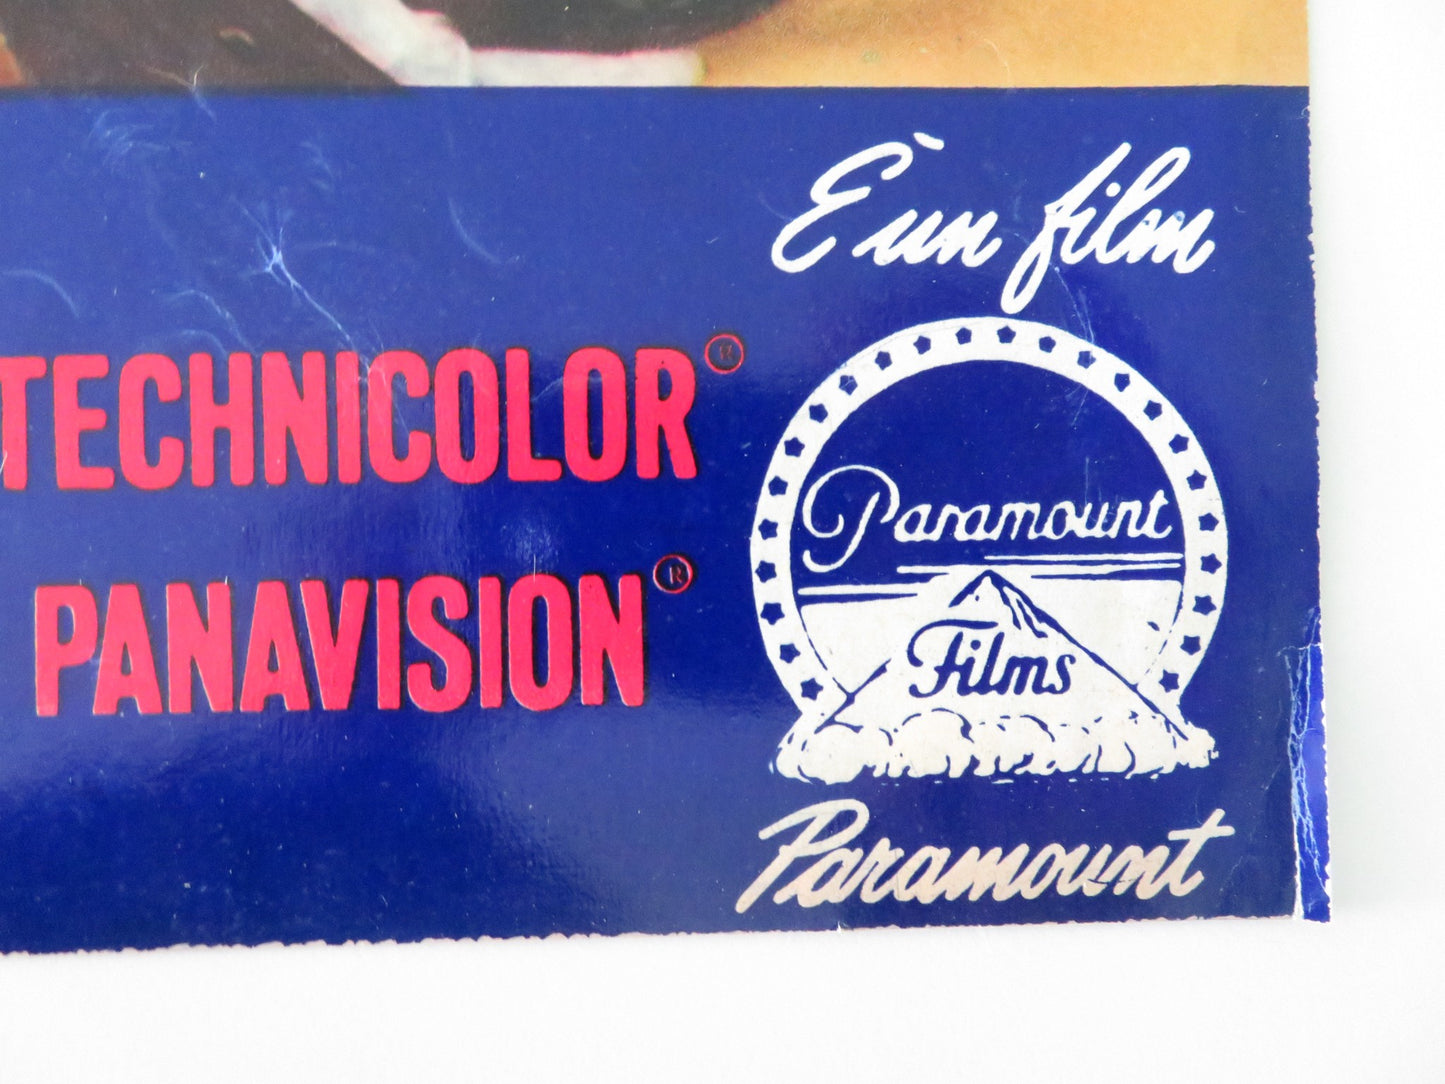 È un film
TECHNICOLOR®
Paramount
PANAVISION®
Films
Paramount